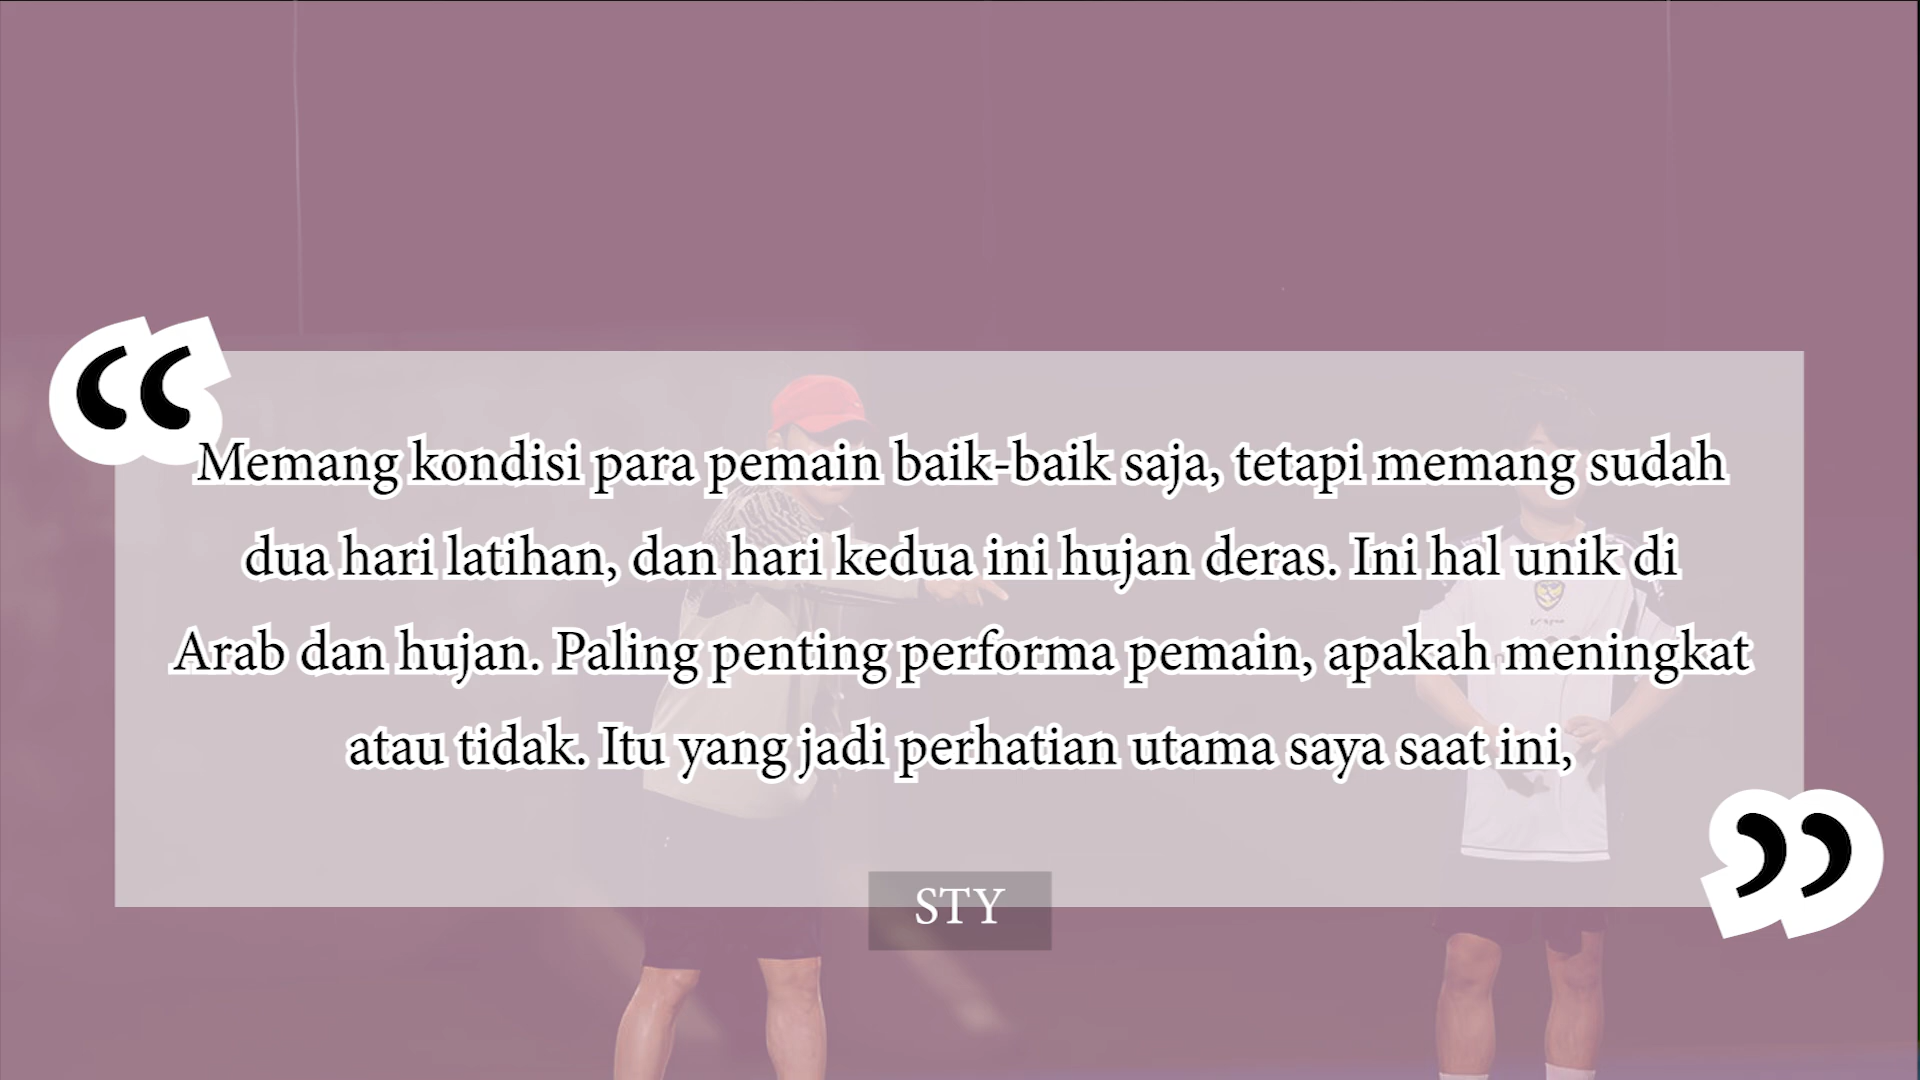 “
Memang kondisi para pemain baik-baik saja, tetapi memang sudah
dua hari latihan, dan hari kedua ini hujan deras. Ini hal unik di
Arab dan hujan. Paling penting performa pemain, apakah meningkat
atau tidak. Itu yang jadi perhatian utama saya saat ini,
”
STY